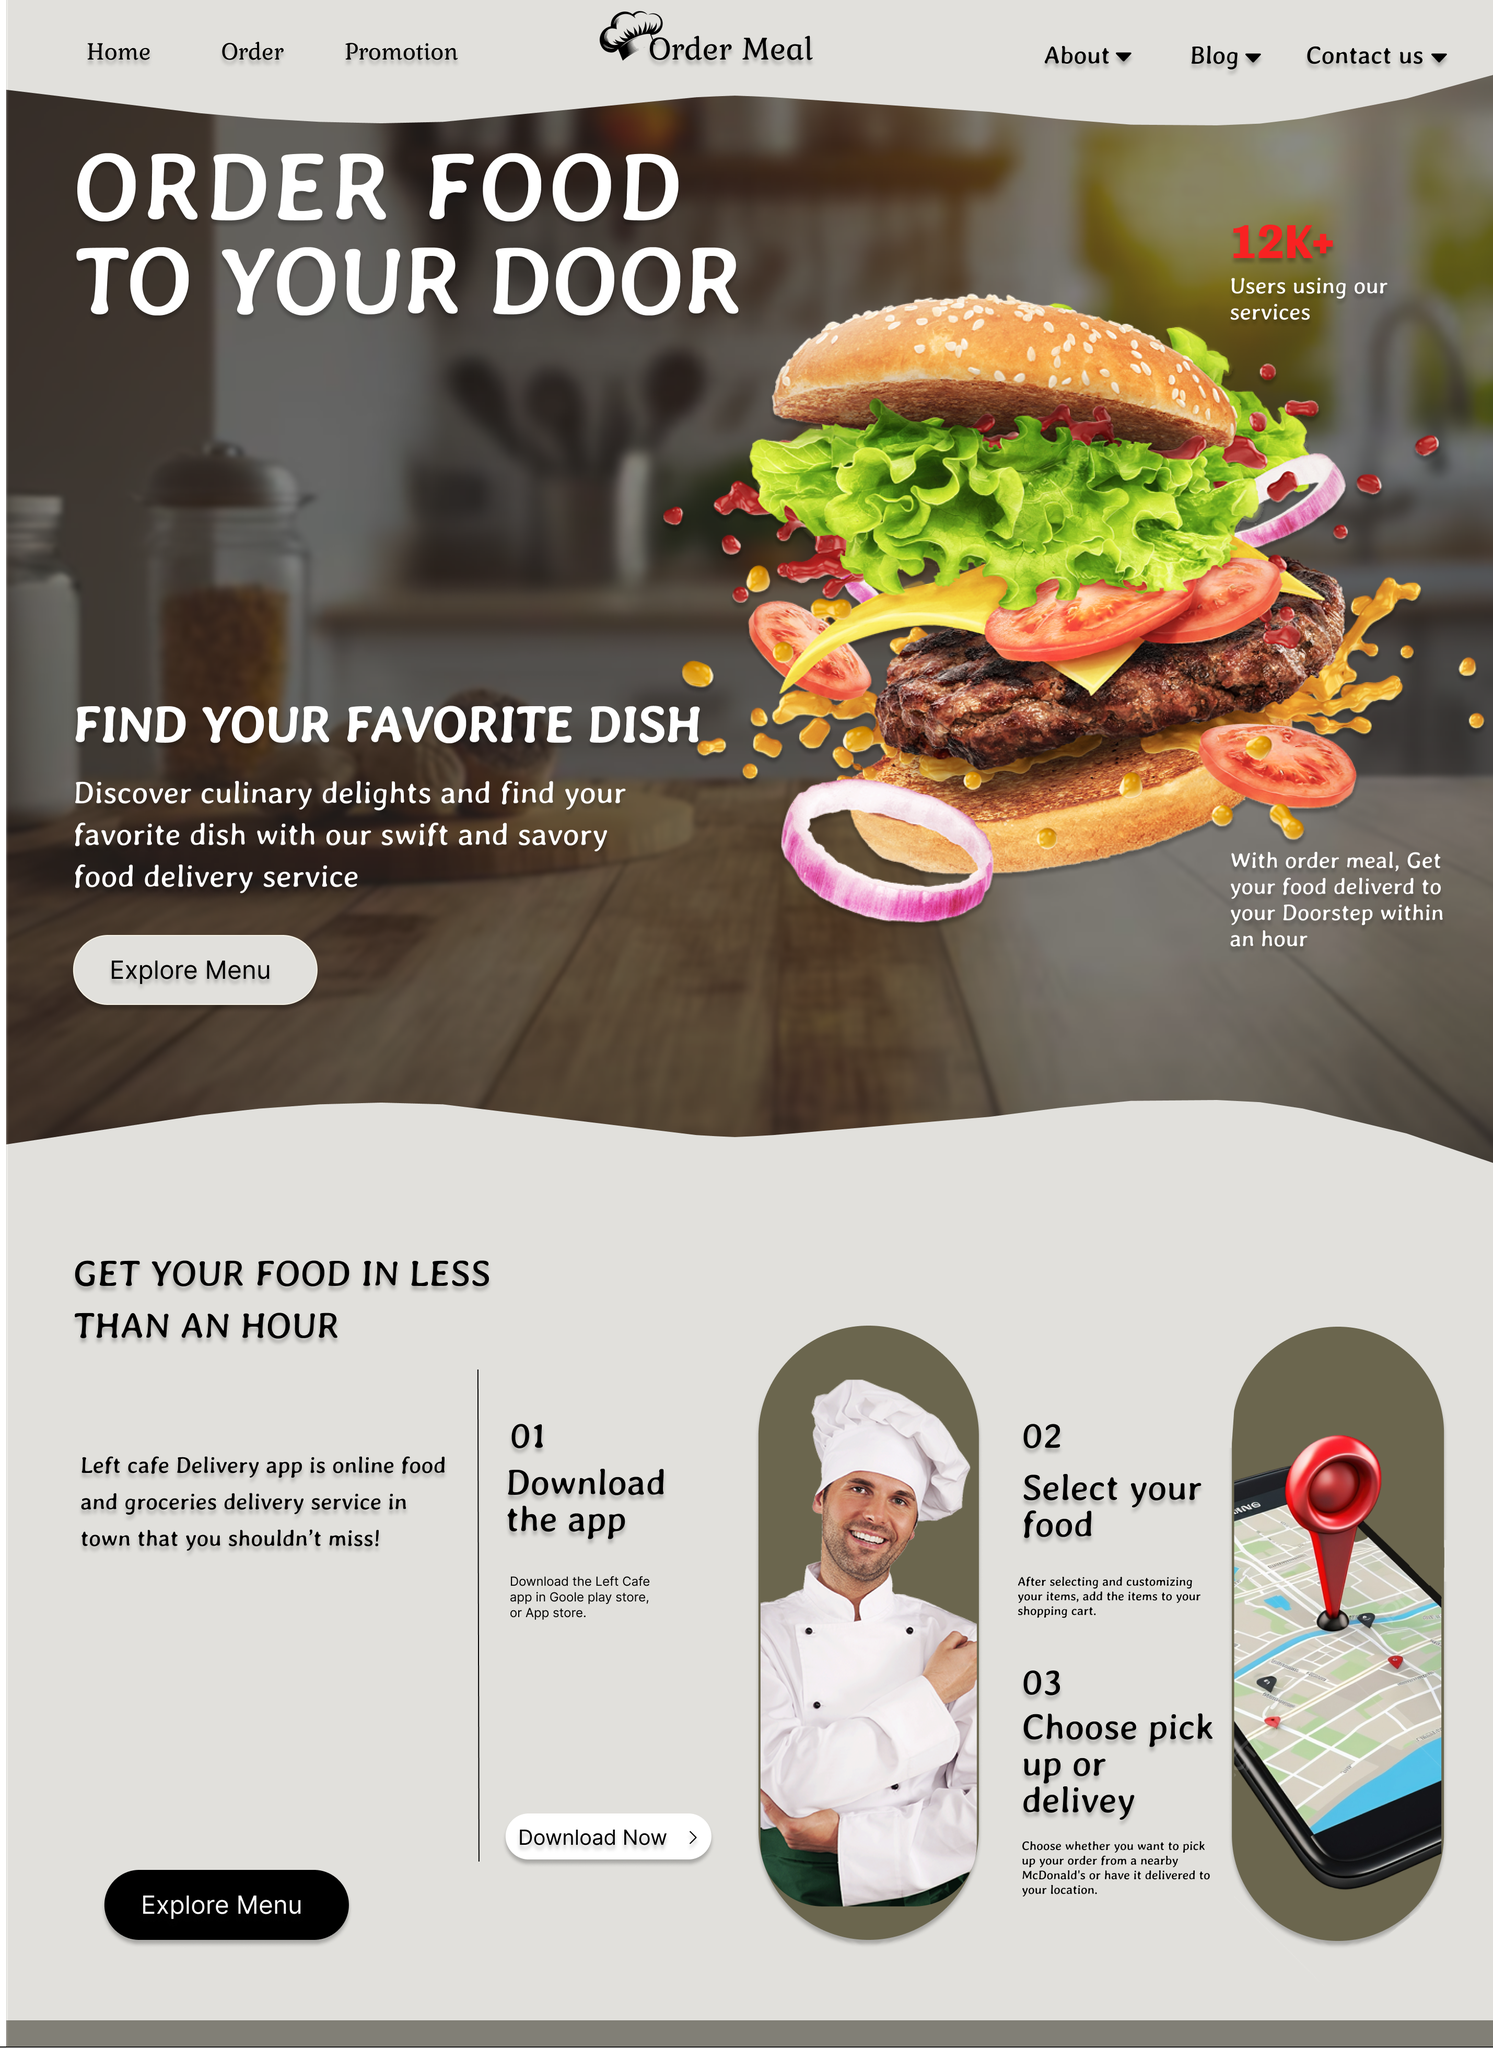 Home
Order
Promotion
Order Meal
About
Blog
Contact us
ORDER FOOD
TO YOUR DOOR
12K+
Users using our
services
FIND YOUR FAVORITE DISH
Discover culinary delights and find your
favorite dish with our swift and savory
food delivery service
Explore Menu
With order meal, Get
your food deliverd to
your Doorstep within
an hour
GET YOUR FOOD IN LESS
THAN AN HOUR
Left cafe Delivery app is online food
and groceries delivery service in
town that you shouldn’t miss!
Explore Menu
01
Download
the app
Download the Left Cafe
app in Goole play store,
or App store.
Download Now
02
Select your
food
After selecting and customizing
your items, add the items to your
shopping cart.
03
Choose pick
up or
delivey
Choose whether you want to pick
up your order from a nearby
McDonald's or have it delivered to
your location.